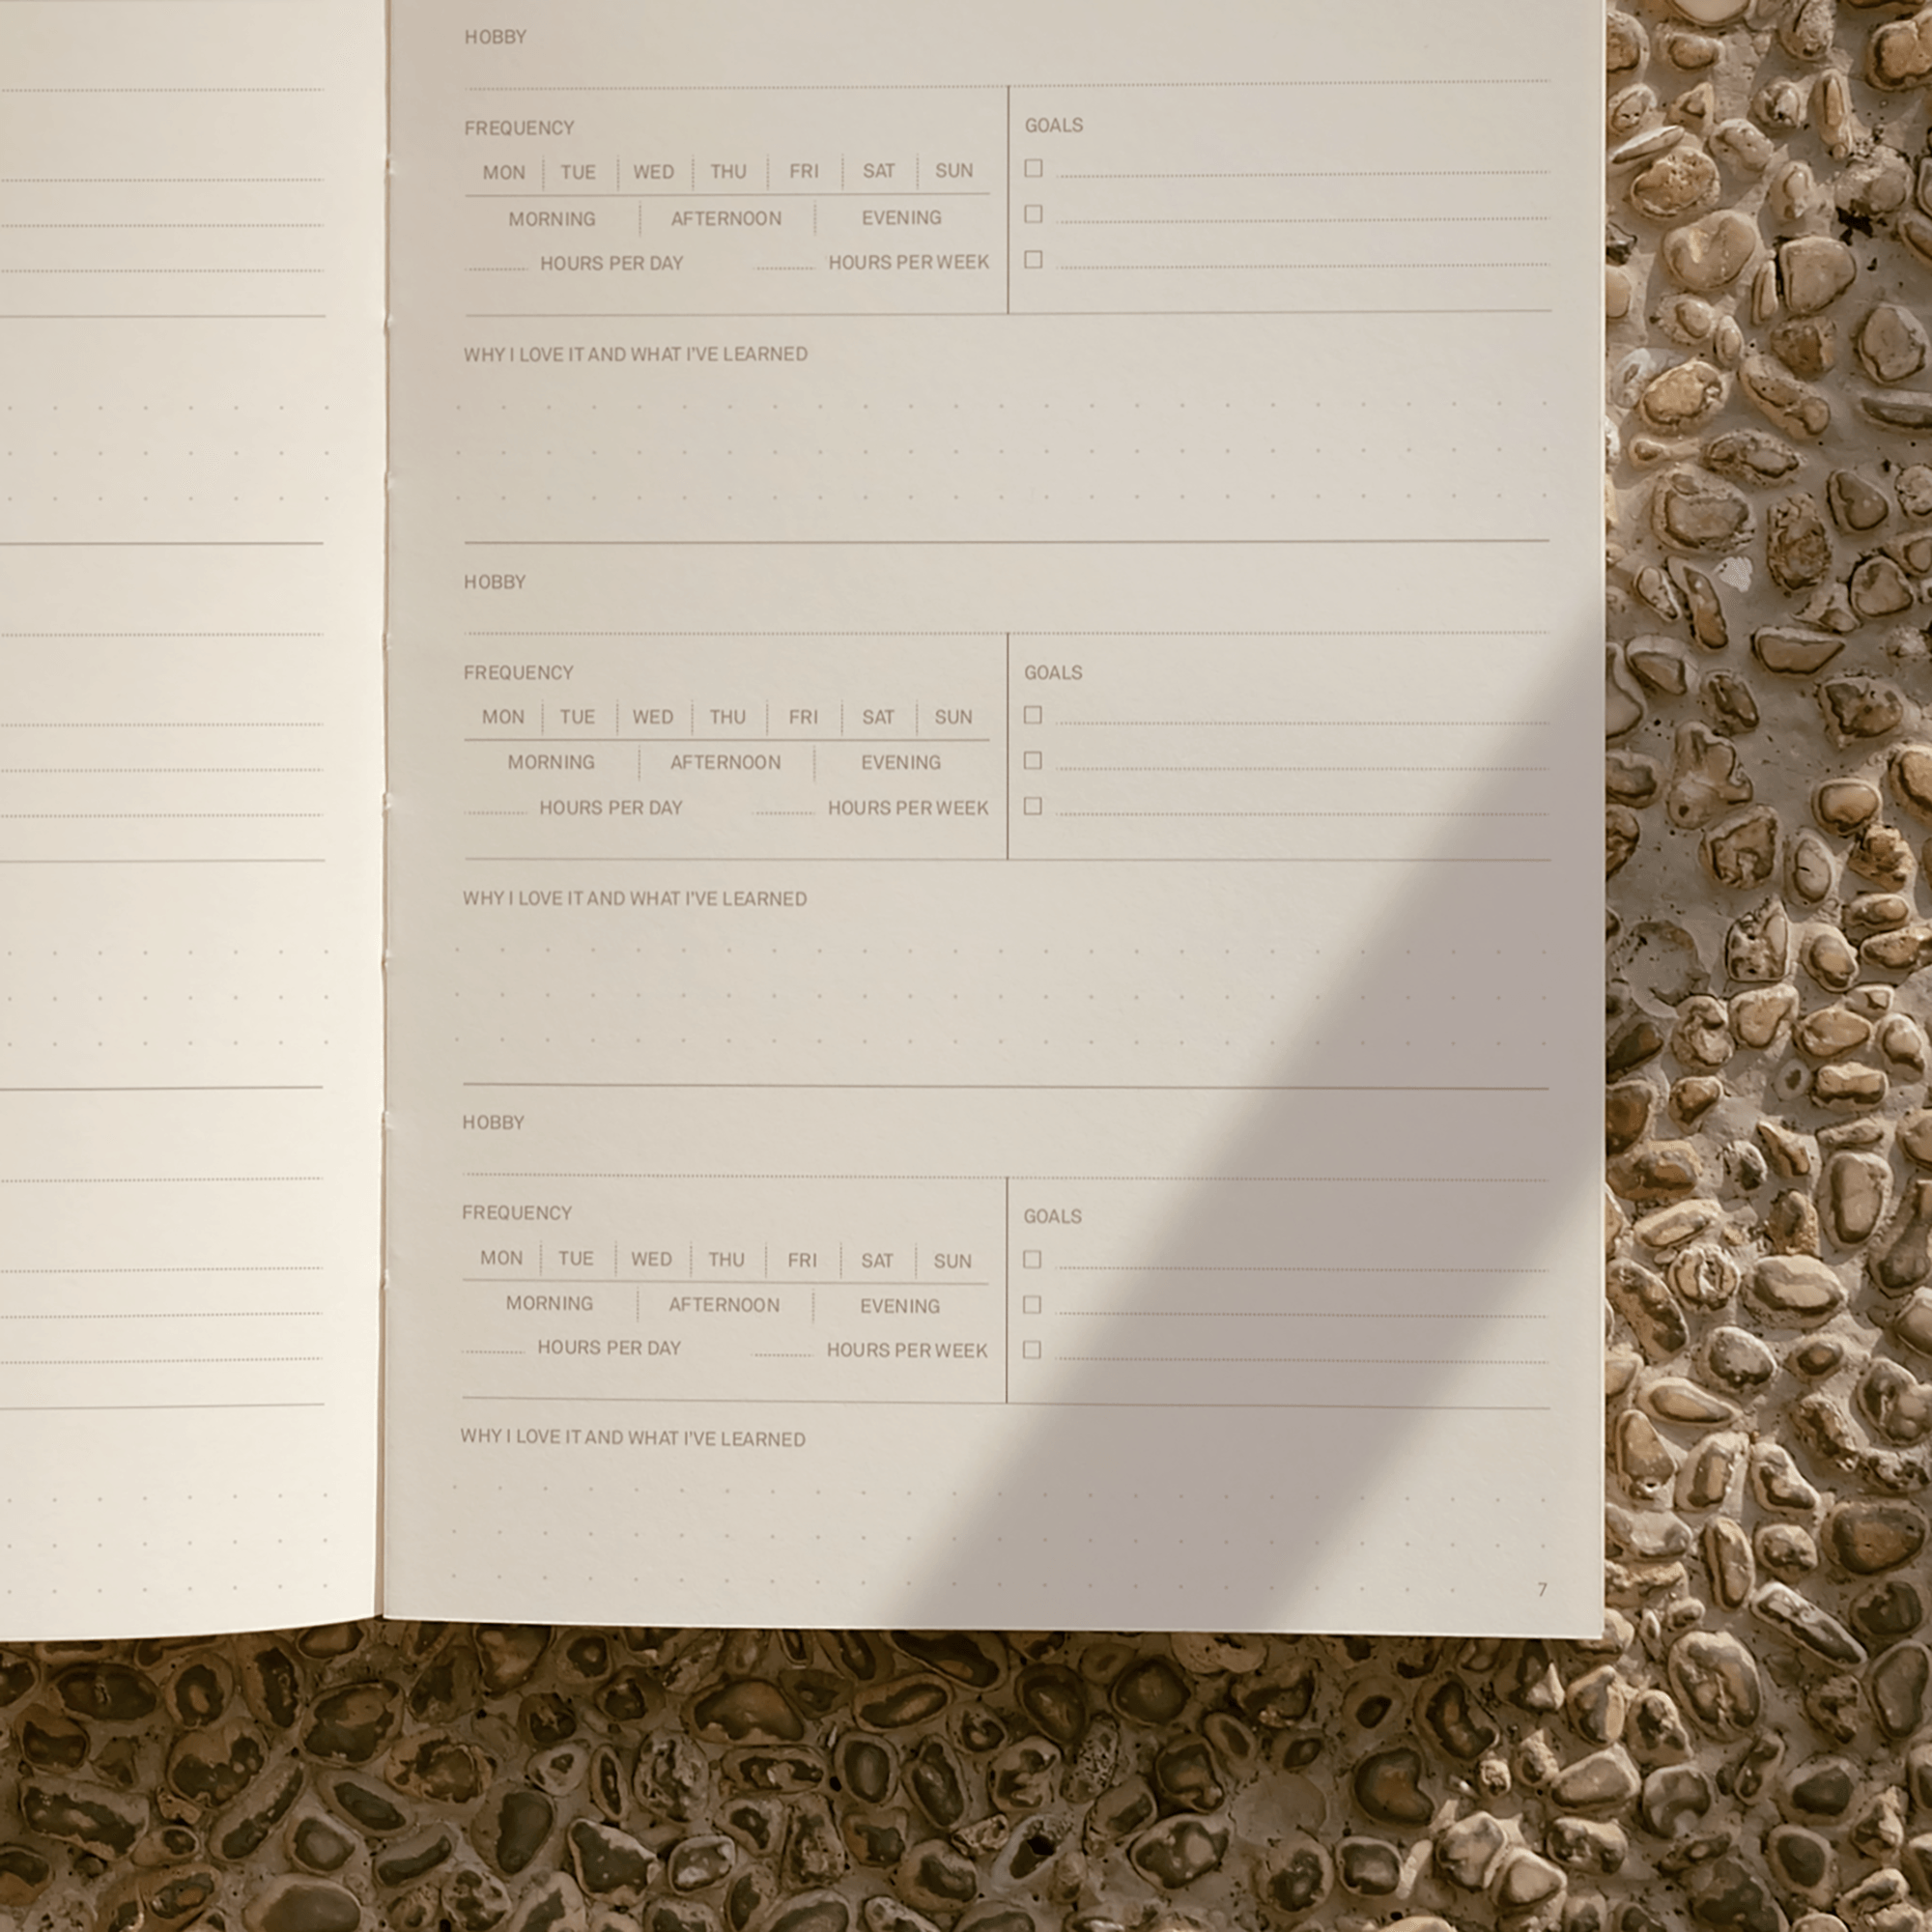 HOBBY
FREQUENCY
GOALS
MON TUE WED THU FRI SAT SUN
MORNING AFTERNOON EVENING
HOURS PER DAY HOURS PER WEEK
WHY I LOVE IT AND WHAT I'VE LEARNED
HOBBY
FREQUENCY
GOALS
MON TUE WED THU FRI SAT SUN
MORNING AFTERNOON EVENING
HOURS PER DAY HOURS PER WEEK
WHY I LOVE IT AND WHAT I'VE LEARNED
HOBBY
FREQUENCY
GOALS
MON TUE WED THU FRI SAT SUN
MORNING AFTERNOON EVENING
HOURS PER DAY HOURS PER WEEK
WHY I LOVE IT AND WHAT I'VE LEARNED
7